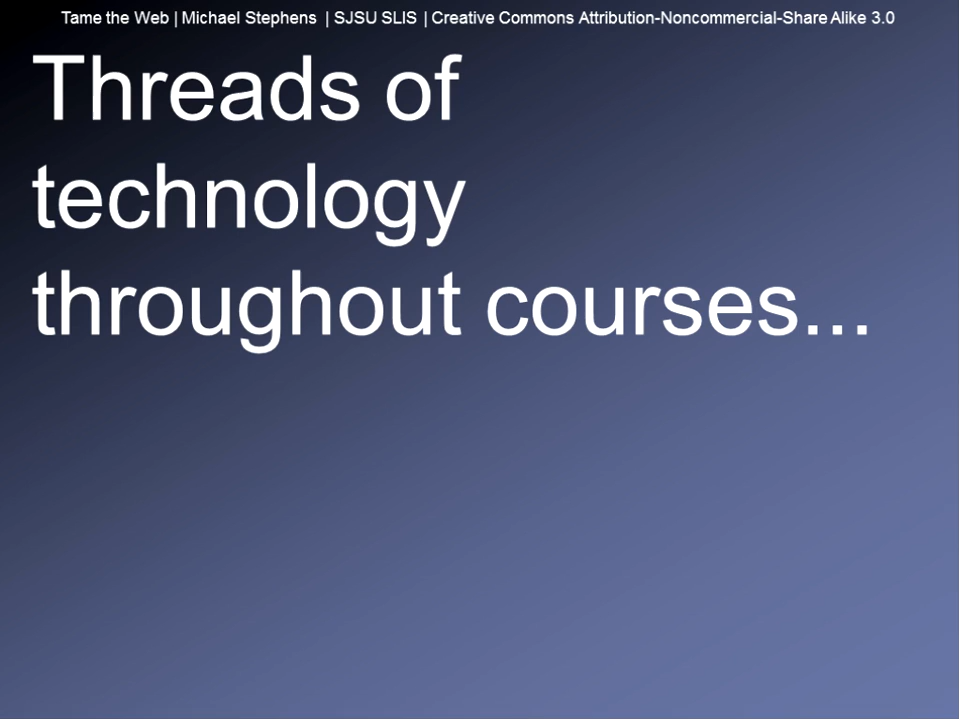 Tame the Web | Michael Stephens | SJSU SLIS | Creative Commons Attribution-Noncommercial-Share Alike 3.0
Threads of
technology
throughout courses...